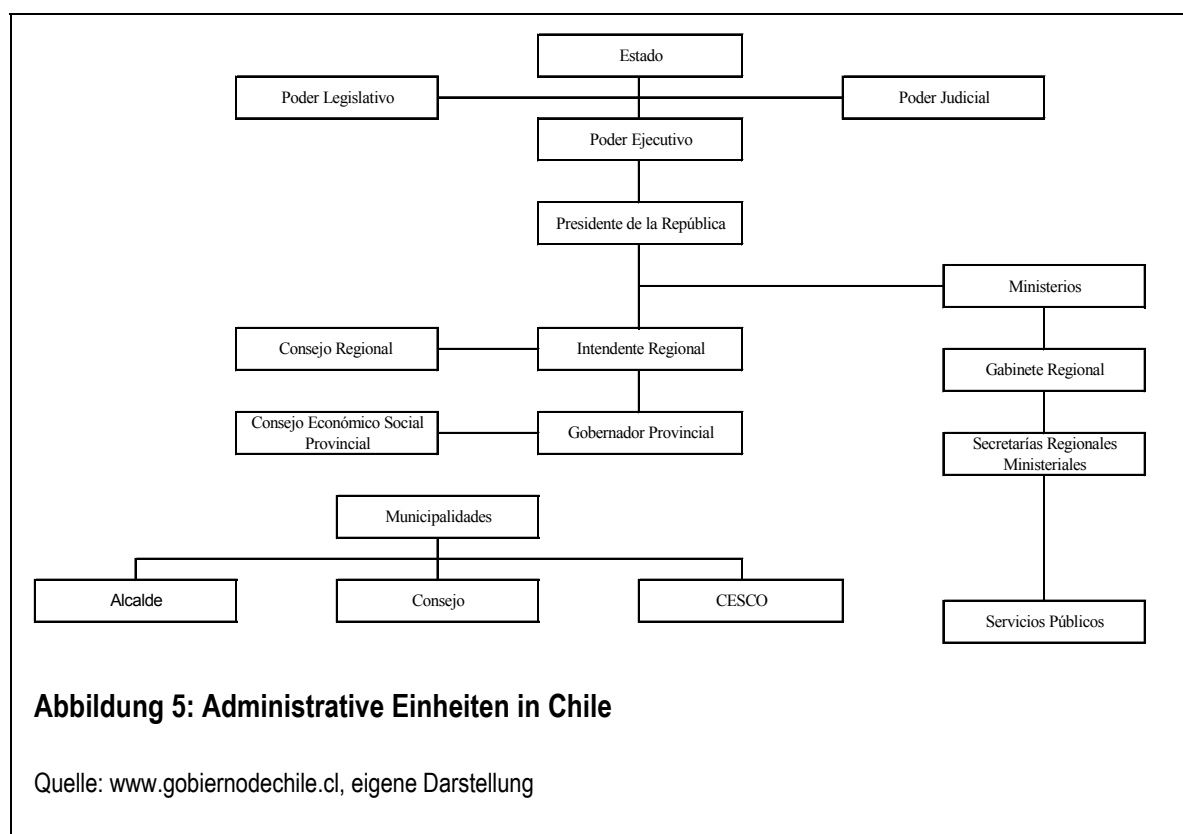 Estado
Poder Legislativo
Poder Judicial
Poder Ejecutivo
Presidente de la República
Ministerios
Consejo Regional
Intendente Regional
Gabinete Regional
Consejo Económico Social
Provincial
Gobernador Provincial
Secretarías Regionales
Ministeriales
Municipalidades
Alcalde
Consejo
CESCO
Servicios Públicos
Abbildung 5: Administrative Einheiten in Chile
Quelle: www.gobiernodechile.cl, eigene Darstellung